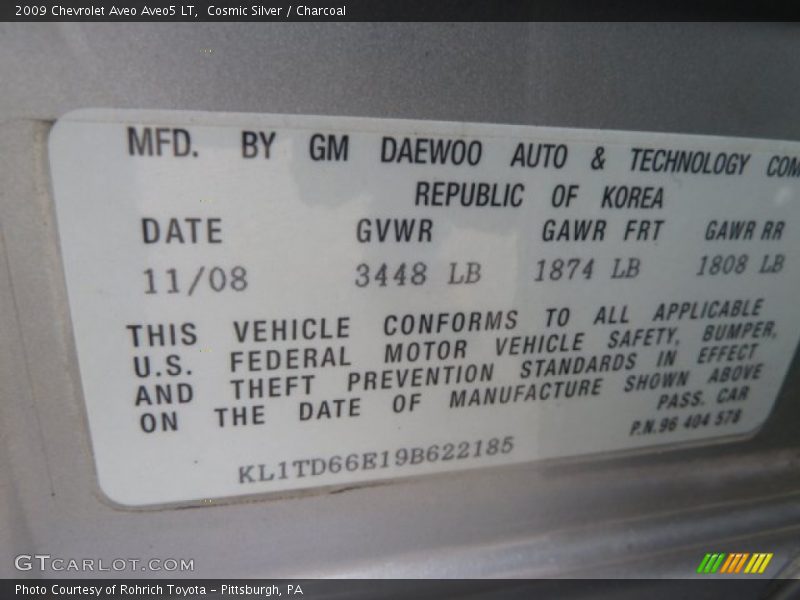 2009 Chevrolet Aveo Aveo5 LT, Cosmic Silver / Charcoal
MFD. BY GM DAEWOO AUTO & TECHNOLOGY COM
REPUBLIC OF KOREA
DATE GVWR GAWR FRT GAWR RR
11/08 3448 LB 1874 LB 1808 LB
THIS VEHICLE CONFORMS TO ALL APPLICABLE
U.S. FEDERAL MOTOR VEHICLE SAFETY, BUMPER,
AND THEFT PREVENTION STANDARDS IN EFFECT
ON THE DATE OF MANUFACTURE SHOWN ABOVE
PASS. CAR
P.N.96 404 578
KL1TD66E19B622185
GTCARLOT.COM
Photo Courtesy of Rohrich Toyota - Pittsburgh, PA